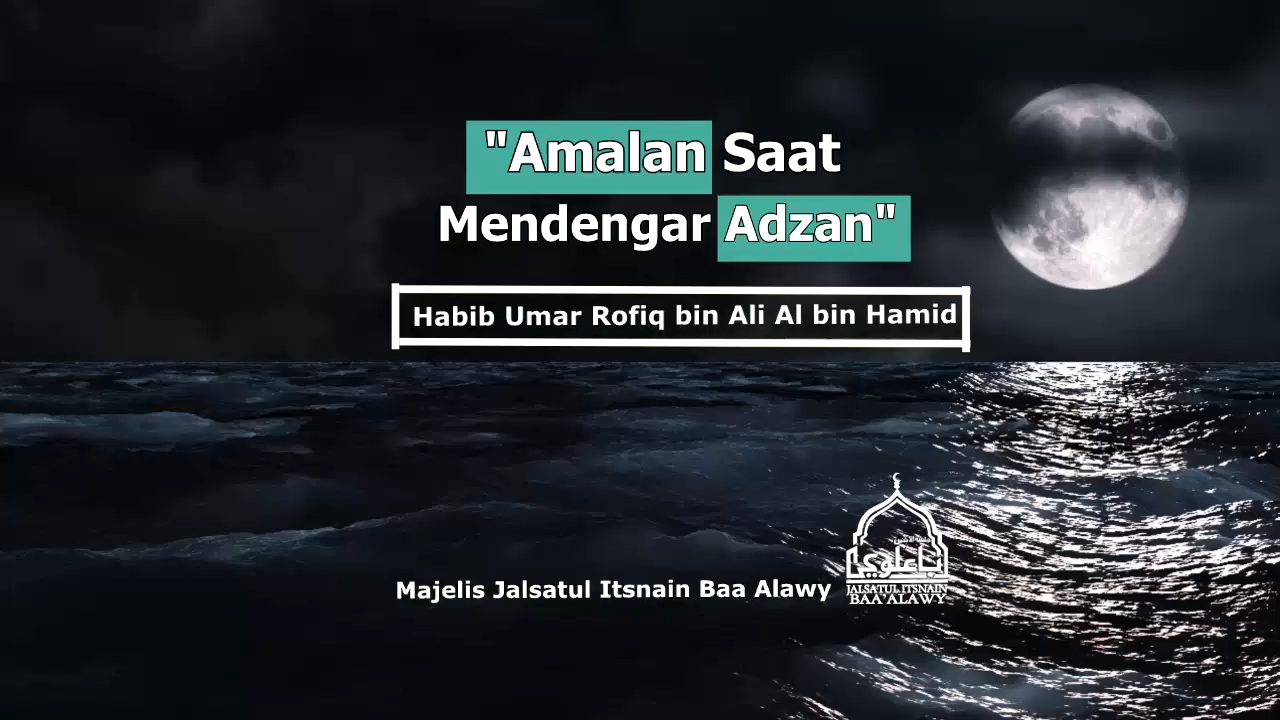 "Amalan Saat
Mendengar Adzan"
Habib Umar Rofiq bin Ali Al bin Hamid
Majelis Jalsatul Itsnain Baa Alawy
باعلوي
JALSATUL ITSNAIN
BAA'ALAWY